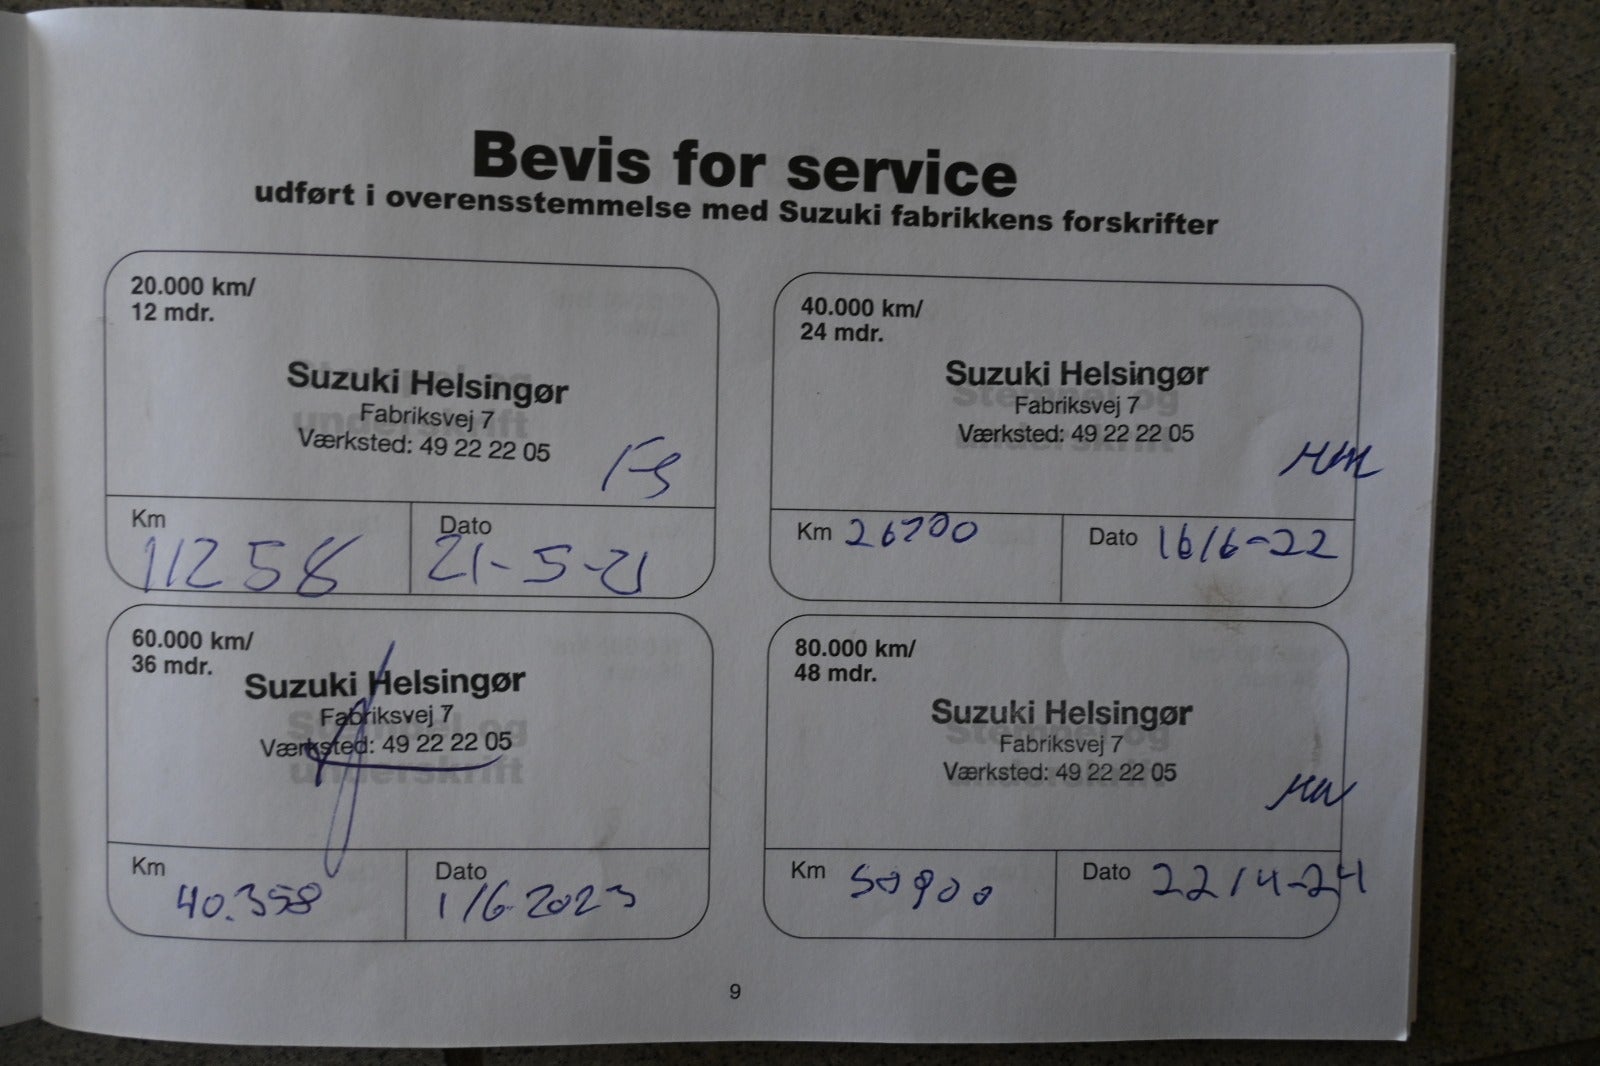 Bevis for service
udført i overensstemmelse med Suzuki fabrikkens forskrifter
20.000 km/
12 mdr.
Suzuki Helsingør
Fabriksvej 7
Værksted: 49 22 22 05
Km 11258
Dato 21-5-21
40.000 km/
24 mdr.
Suzuki Helsingør
Fabriksvej 7
Værksted: 49 22 22 05
Km 26700
Dato 16/6-22
60.000 km/
36 mdr.
Suzuki Helsingør
Fabriksvej 7
Værksted: 49 22 22 05
Km 40.358
Dato 1/6-2023
80.000 km/
48 mdr.
Suzuki Helsingør
Fabriksvej 7
Værksted: 49 22 22 05
Km 50900
Dato 22/4-24
9